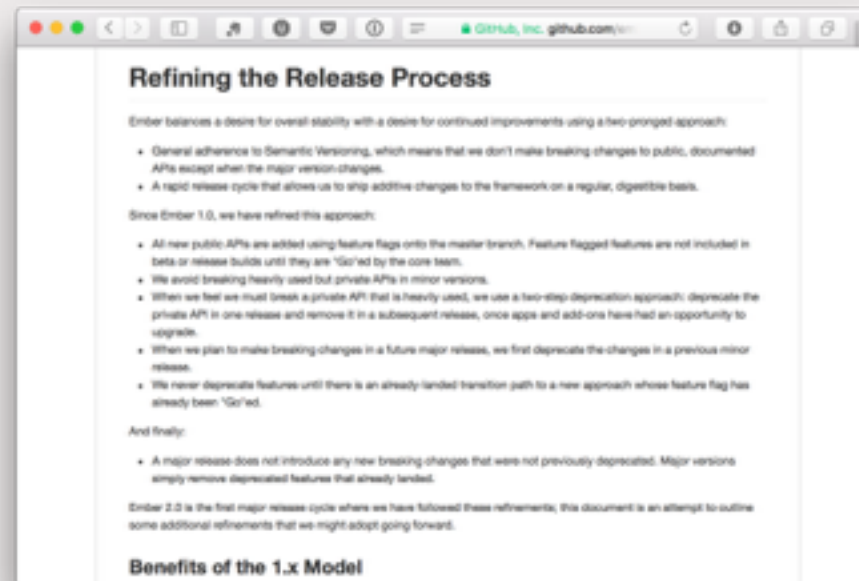 GitHub, Inc. github.com/em
Refining the Release Process
Ember balances a desire for overall stability with a desire for continued improvements using a two-pronged approach:
• General adherence to Semantic Versioning, which means that we don't make breaking changes to public, documented
APIs except when the major version changes.
• A rapid release cycle that allows us to ship additive changes to the framework on a regular, digestible basis.
Since Ember 1.0, we have refined this approach:
• All new public APIs are added using feature flags onto the master branch. Feature flagged features are not included in
beta or release builds until they are "Go"ed by the core team.
• We avoid breaking heavily used but private APIs in minor versions.
• When we feel we must break a private API that is heavily used, we use a two-step deprecation approach: deprecate the
private API in one release and remove it in a subsequent release, once apps and add-ons have had an opportunity to
upgrade.
• When we plan to make breaking changes in a future major release, we first deprecate the changes in a previous minor
release.
• We never deprecate features until there is an already-landed transition path to a new approach whose feature flag has
already been "Go"ed.
And finally:
• A major release does not introduce any new breaking changes that were not previously deprecated. Major versions
simply remove deprecated features that already landed.
Ember 2.0 is the first major release cycle where we have followed these refinements; this document is an attempt to outline
some additional refinements that we might adopt going forward.
Benefits of the 1.x Model